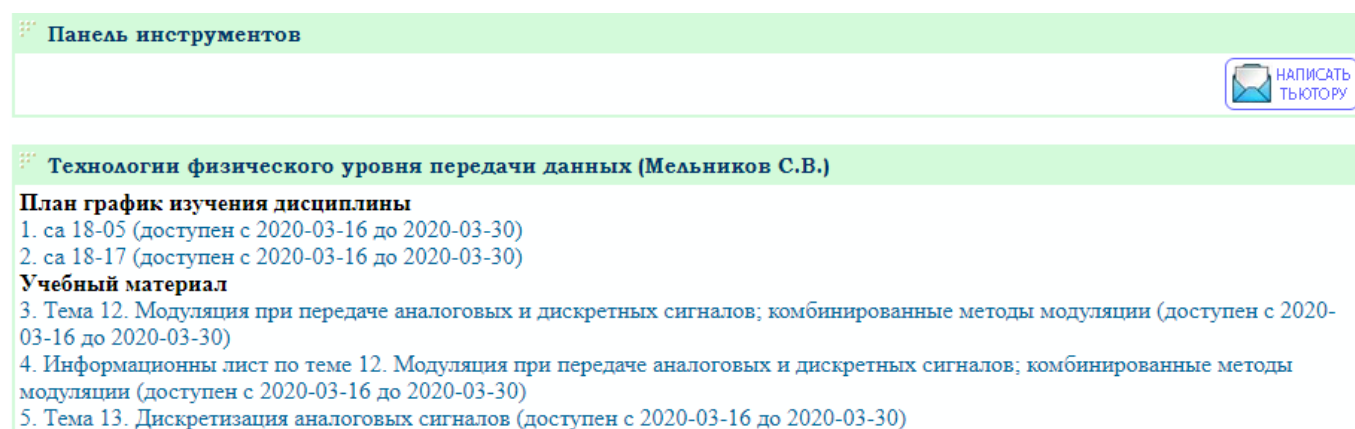 Панель инструментов
НАПИСАТЬ
ТЬЮТОРУ
Технологии физического уровня передачи данных (Мельников С.В.)
План график изучения дисциплины
1. са 18-05 (доступен с 2020-03-16 до 2020-03-30)
2. са 18-17 (доступен с 2020-03-16 до 2020-03-30)
Учебный материал
3. Тема 12. Модуляция при передаче аналоговых и дискретных сигналов; комбинированные методы модуляции (доступен с 2020-
03-16 до 2020-03-30)
4. Информационны лист по теме 12. Модуляция при передаче аналоговых и дискретных сигналов; комбинированные методы
модуляции (доступен с 2020-03-16 до 2020-03-30)
5. Тема 13. Дискретизация аналоговых сигналов (доступен с 2020-03-16 до 2020-03-30)